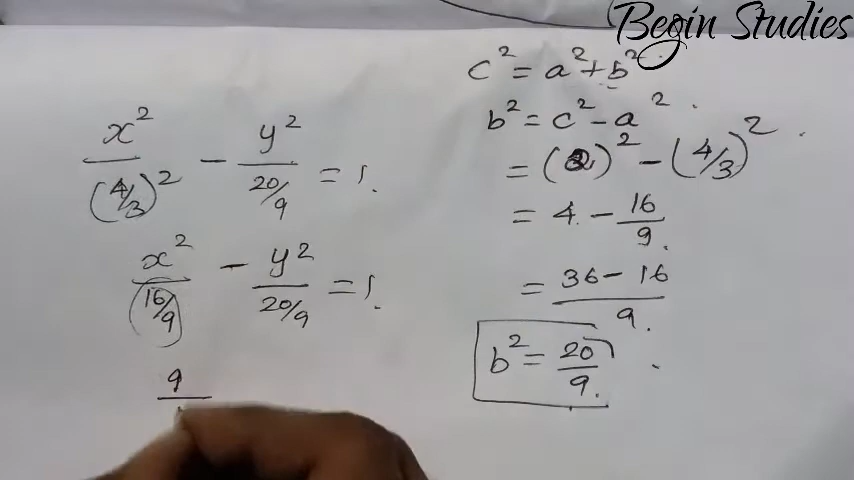 Begin Studies
c² = a² + b²
b² = c² - a².
= (2)² - (4/3)².
= 4 - 16/9.
= 36 - 16 / 9.
b² = 20/9.
x²/(4/3)² - y²/(20/9) = 1.
x²/(16/9) - y²/(20/9) = 1.
9